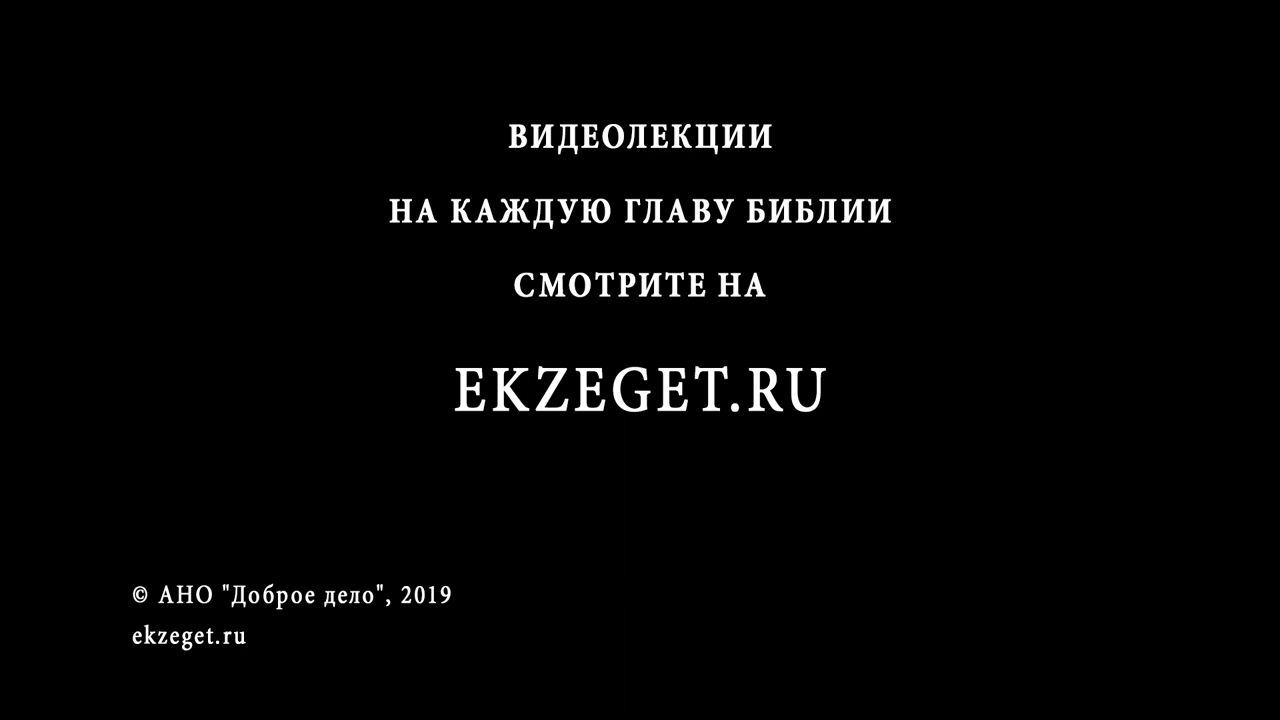 ВИДЕОЛЕКЦИИ
НА КАЖДУЮ ГЛАВУ БИБЛИИ
СМОТРИТЕ НА
EKZEGET.RU
© АНО "Доброе дело", 2019
ekzeget.ru